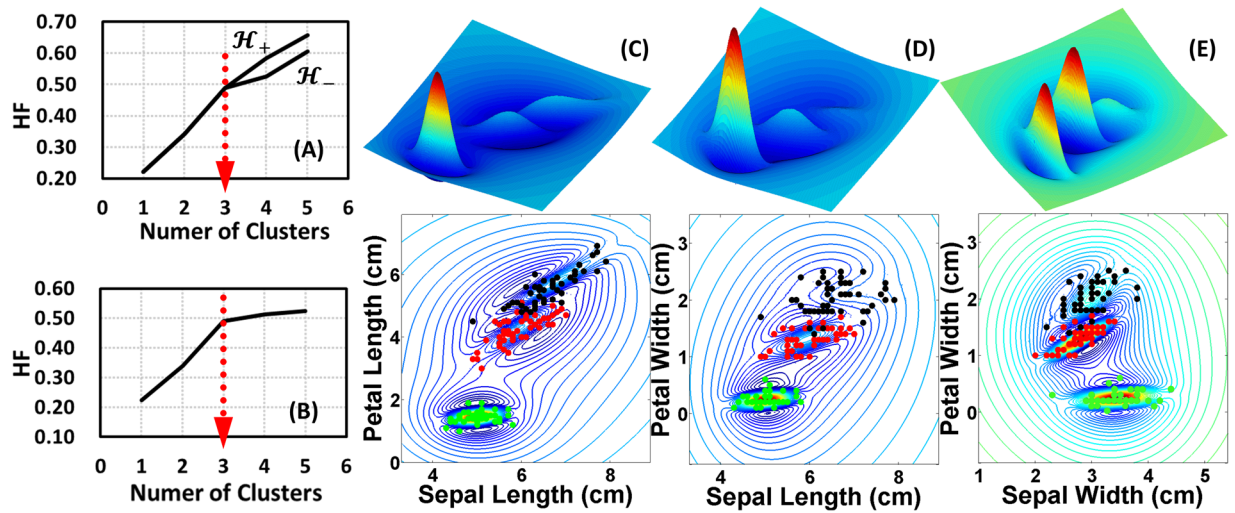 0.70
0.60
0.50
0.40
0.30
0.20
HF
ℋ+
ℋ−
(A)
0 1 2 3 4 5 6
Numer of Clusters
0.60
0.50
0.40
0.30
0.20
0.10
HF
(B)
0 1 2 3 4 5 6
Numer of Clusters
(C)
(D)
(E)
Petal Length (cm)
6
4
2
0
4 6 8
Sepal Length (cm)
Petal Width (cm)
3
2
1
0
4 6 8
Sepal Length (cm)
3
2
1
0
1 2 3 4 5
Sepal Width (cm)